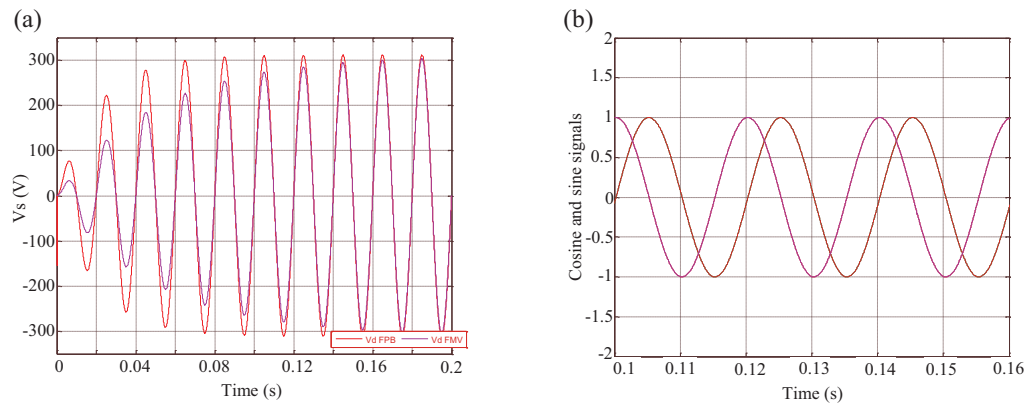 (a)
Vs (V)
300
200
100
0
-100
-200
-300
Vd FPB Vd FMV
0 0.04 0.08 0.12 0.16 0.2
Time (s)
(b)
Cosine and sine signals
2
1.5
1
0.5
0
-0.5
-1
-1.5
-2
0.1 0.11 0.12 0.13 0.14 0.15 0.16
Time (s)